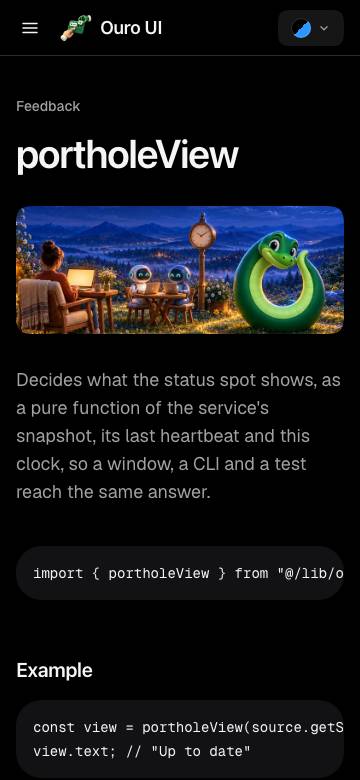 Ouro UI
Feedback
portholeView
Decides what the status spot shows, as
a pure function of the service's
snapshot, its last heartbeat and this
clock, so a window, a CLI and a test
reach the same answer.
import { portholeView } from "@/lib/o
Example
const view = portholeView(source.getS
view.text; // "Up to date"